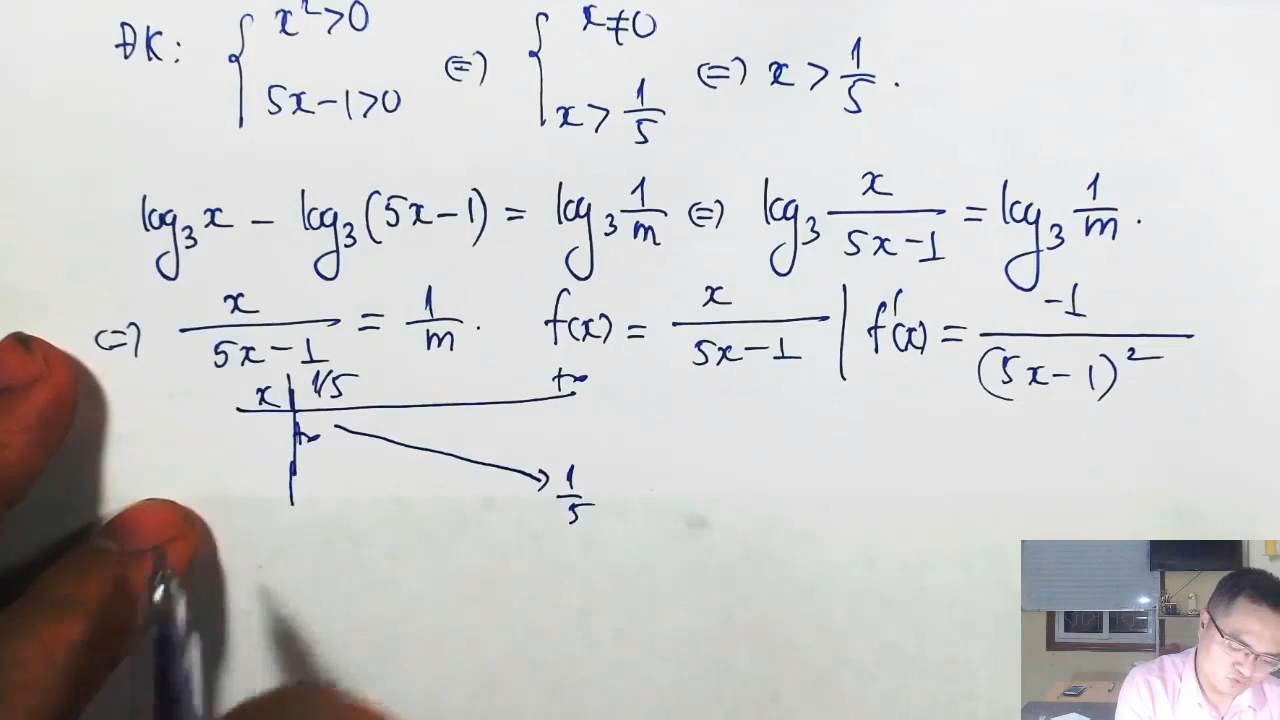 ĐK: { x² > 0 ⇔ { x ≠ 0 ⇔ x > 1/5 .
5x − 1 > 0 x > 1/5
log₃ x − log₃ (5x − 1) = log₃ 1/m ⇔ log₃ x/(5x − 1) = log₃ 1/m .
⇔ x/(5x − 1) = 1/m . f(x) = x/(5x − 1) | f'(x) = −1/(5x − 1)²
x | 1/5 +∞
+∞
1/5